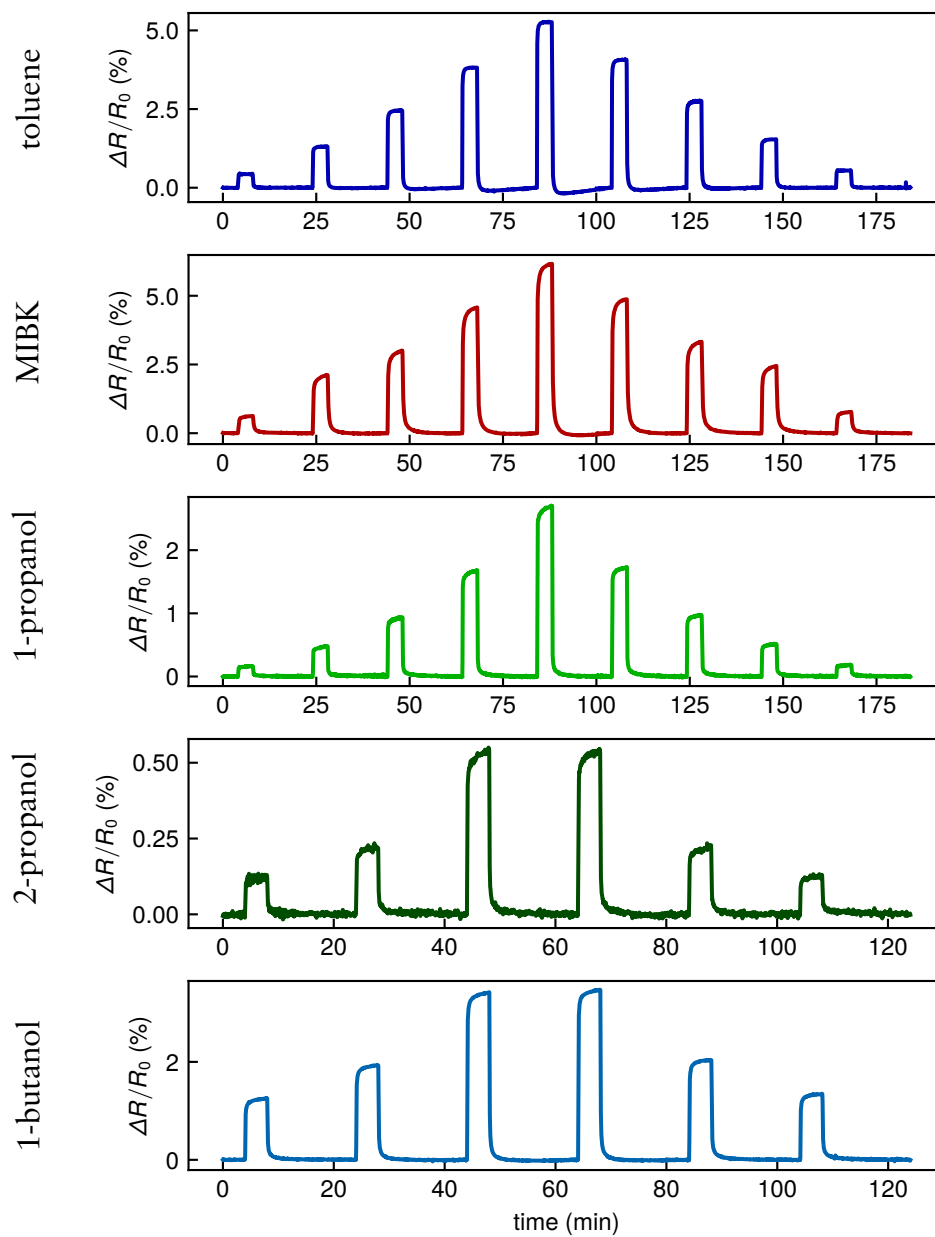 toluene
ΔR/R₀ (%)
5.0
2.5
0.0
0 25 50 75 100 125 150 175
MIBK
ΔR/R₀ (%)
5.0
2.5
0.0
0 25 50 75 100 125 150 175
1-propanol
ΔR/R₀ (%)
2
1
0
0 25 50 75 100 125 150 175
2-propanol
ΔR/R₀ (%)
0.50
0.25
0.00
0 20 40 60 80 100 120
1-butanol
ΔR/R₀ (%)
2
0
0 20 40 60 80 100 120
time (min)